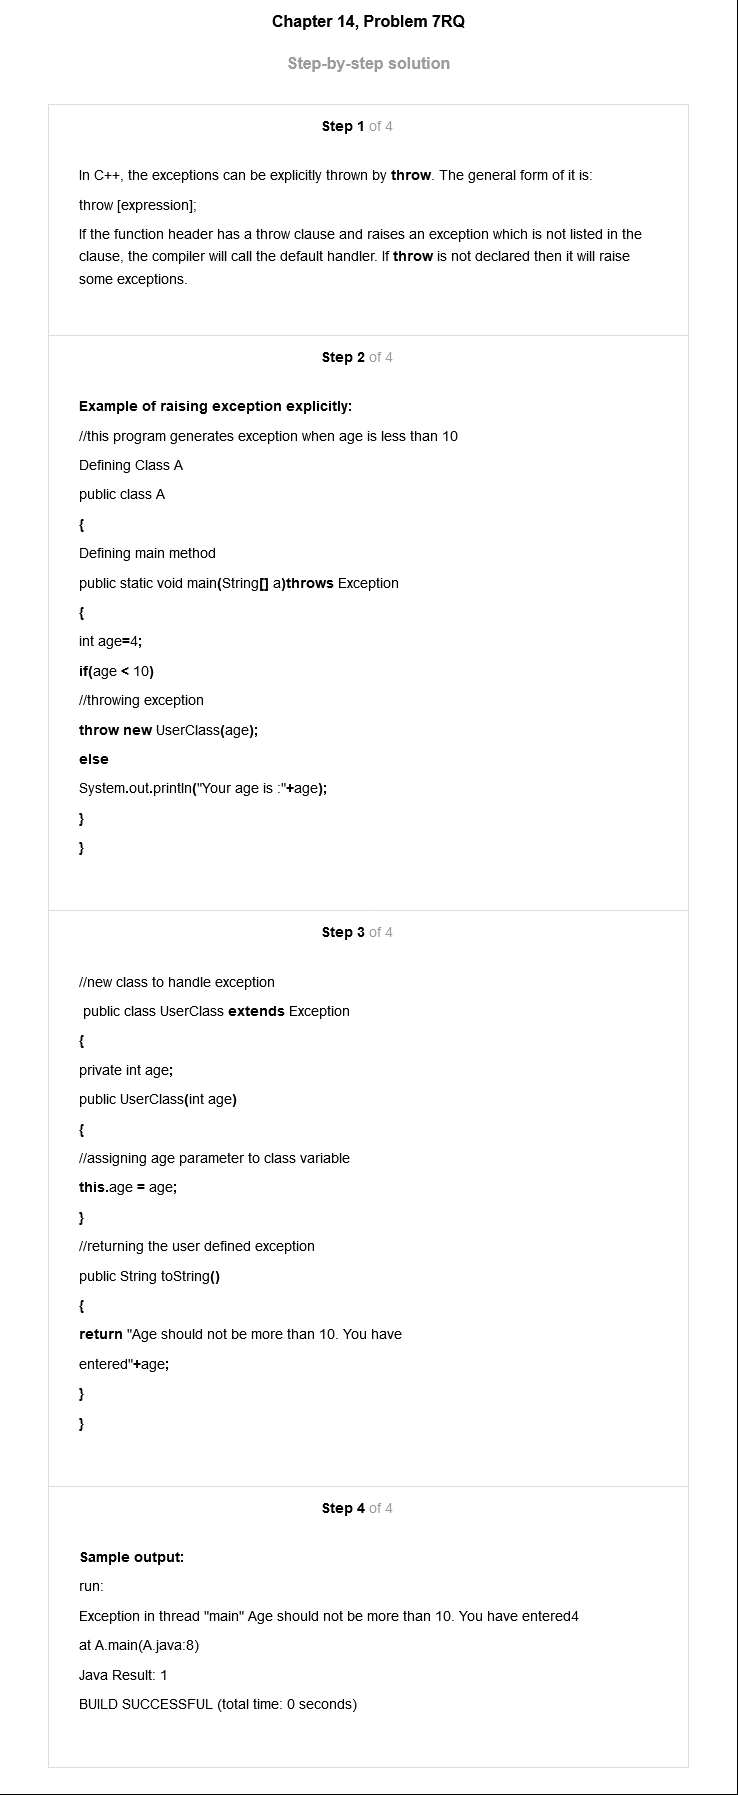 Chapter 14, Problem 7RQ
Step-by-step solution
Step 1 of 4
In C++, the exceptions can be explicitly thrown by throw. The general form of it is:
throw [expression];
If the function header has a throw clause and raises an exception which is not listed in the
clause, the compiler will call the default handler. If throw is not declared then it will raise
some exceptions.
Step 2 of 4
Example of raising exception explicitly:
//this program generates exception when age is less than 10
Defining Class A
public class A
{
Defining main method
public static void main(String[] a)throws Exception
{
int age=4;
if(age < 10)
//throwing exception
throw new UserClass(age);
else
System.out.println("Your age is :"+age);
}
}
Step 3 of 4
//new class to handle exception
public class UserClass extends Exception
{
private int age;
public UserClass(int age)
{
//assigning age parameter to class variable
this.age = age;
}
//returning the user defined exception
public String toString()
{
return "Age should not be more than 10. You have
entered"+age;
}
}
Step 4 of 4
Sample output:
run:
Exception in thread "main" Age should not be more than 10. You have entered4
at A.main(A.java:8)
Java Result: 1
BUILD SUCCESSFUL (total time: 0 seconds)